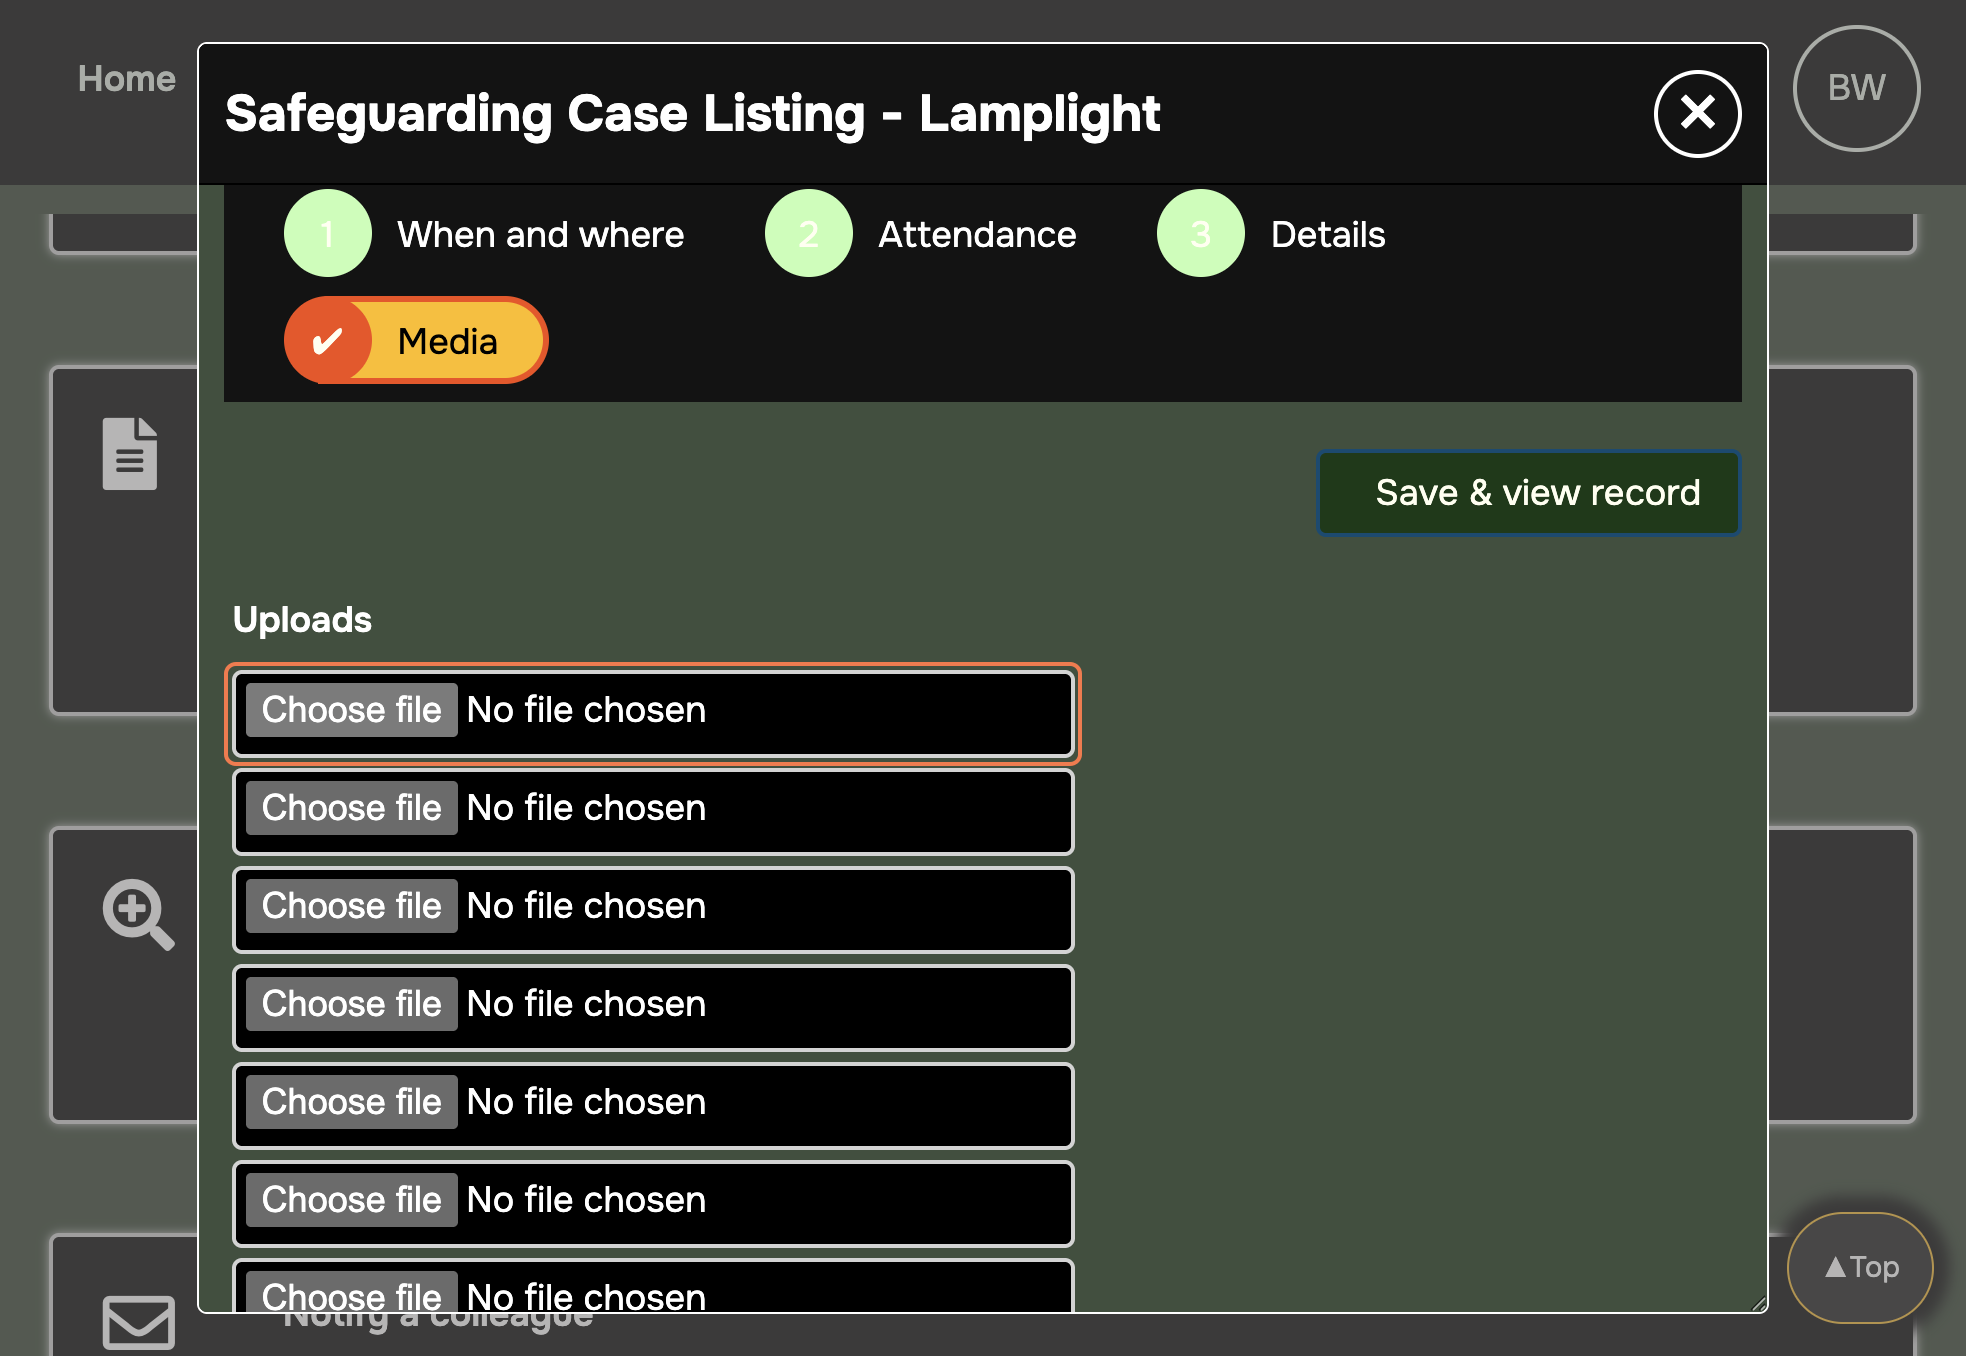 Home
Safeguarding Case Listing - Lamplight
BW
1 When and where
2 Attendance
3 Details
✔ Media
Save & view record
Uploads
Choose file No file chosen
Choose file No file chosen
Choose file No file chosen
Choose file No file chosen
Choose file No file chosen
Choose file No file chosen
Choose file No file chosen
▲Top
Notify a colleague